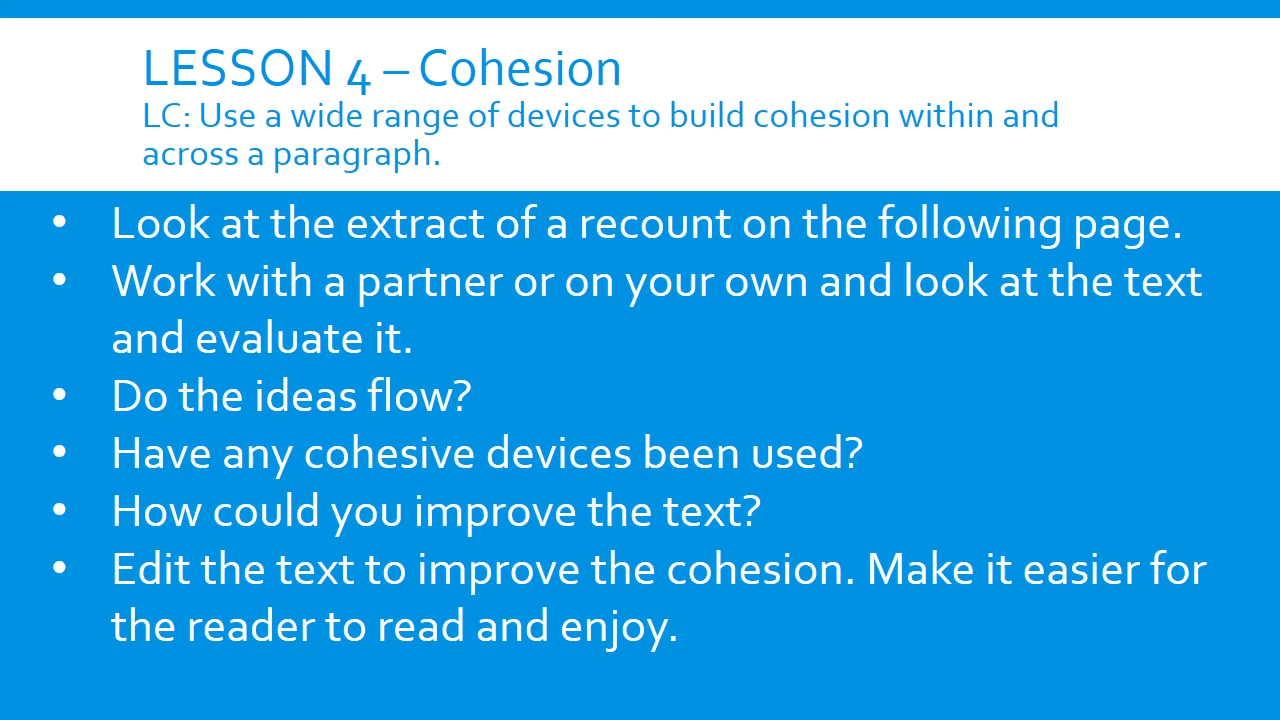 LESSON 4 – Cohesion
LC: Use a wide range of devices to build cohesion within and
across a paragraph.
• Look at the extract of a recount on the following page.
• Work with a partner or on your own and look at the text
and evaluate it.
• Do the ideas flow?
• Have any cohesive devices been used?
• How could you improve the text?
• Edit the text to improve the cohesion. Make it easier for
the reader to read and enjoy.